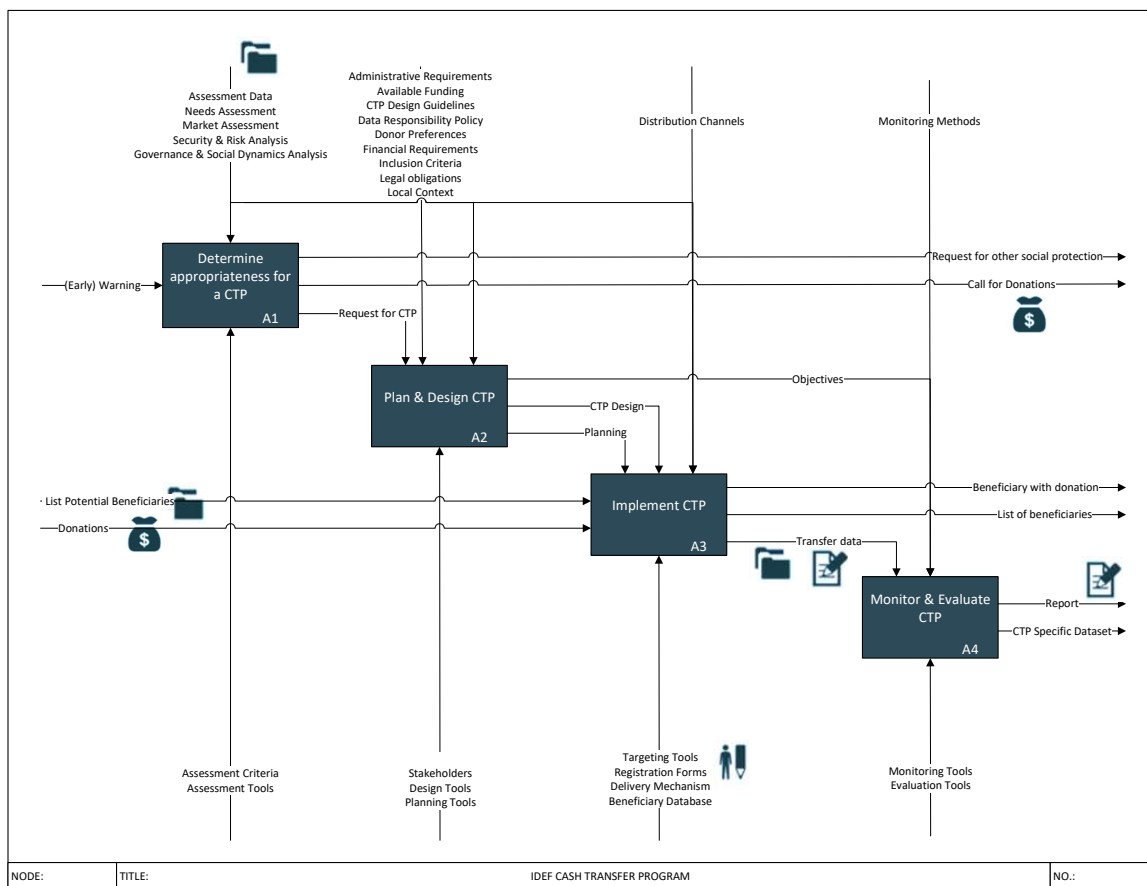 Assessment Data
Needs Assessment
Market Assessment
Security & Risk Analysis
Governance & Social Dynamics Analysis
Administrative Requirements
Available Funding
CTP Design Guidelines
Data Responsibility Policy
Donor Preferences
Financial Requirements
Inclusion Criteria
Legal obligations
Local Context
Distribution Channels
Monitoring Methods
Determine
appropriateness for
a CTP
A1
(Early) Warning
Request for other social protection
Call for Donations
$
Request for CTP
Plan & Design CTP
A2
Objectives
CTP Design
Planning
List Potential Beneficiaries
Donations
$
Implement CTP
A3
Beneficiary with donation
List of beneficiaries
Transfer data
Monitor & Evaluate
CTP
A4
Report
CTP Specific Dataset
Assessment Criteria
Assessment Tools
Stakeholders
Design Tools
Planning Tools
Targeting Tools
Registration Forms
Delivery Mechanism
Beneficiary Database
Monitoring Tools
Evaluation Tools
NODE:
TITLE:
IDEF CASH TRANSFER PROGRAM
NO.: